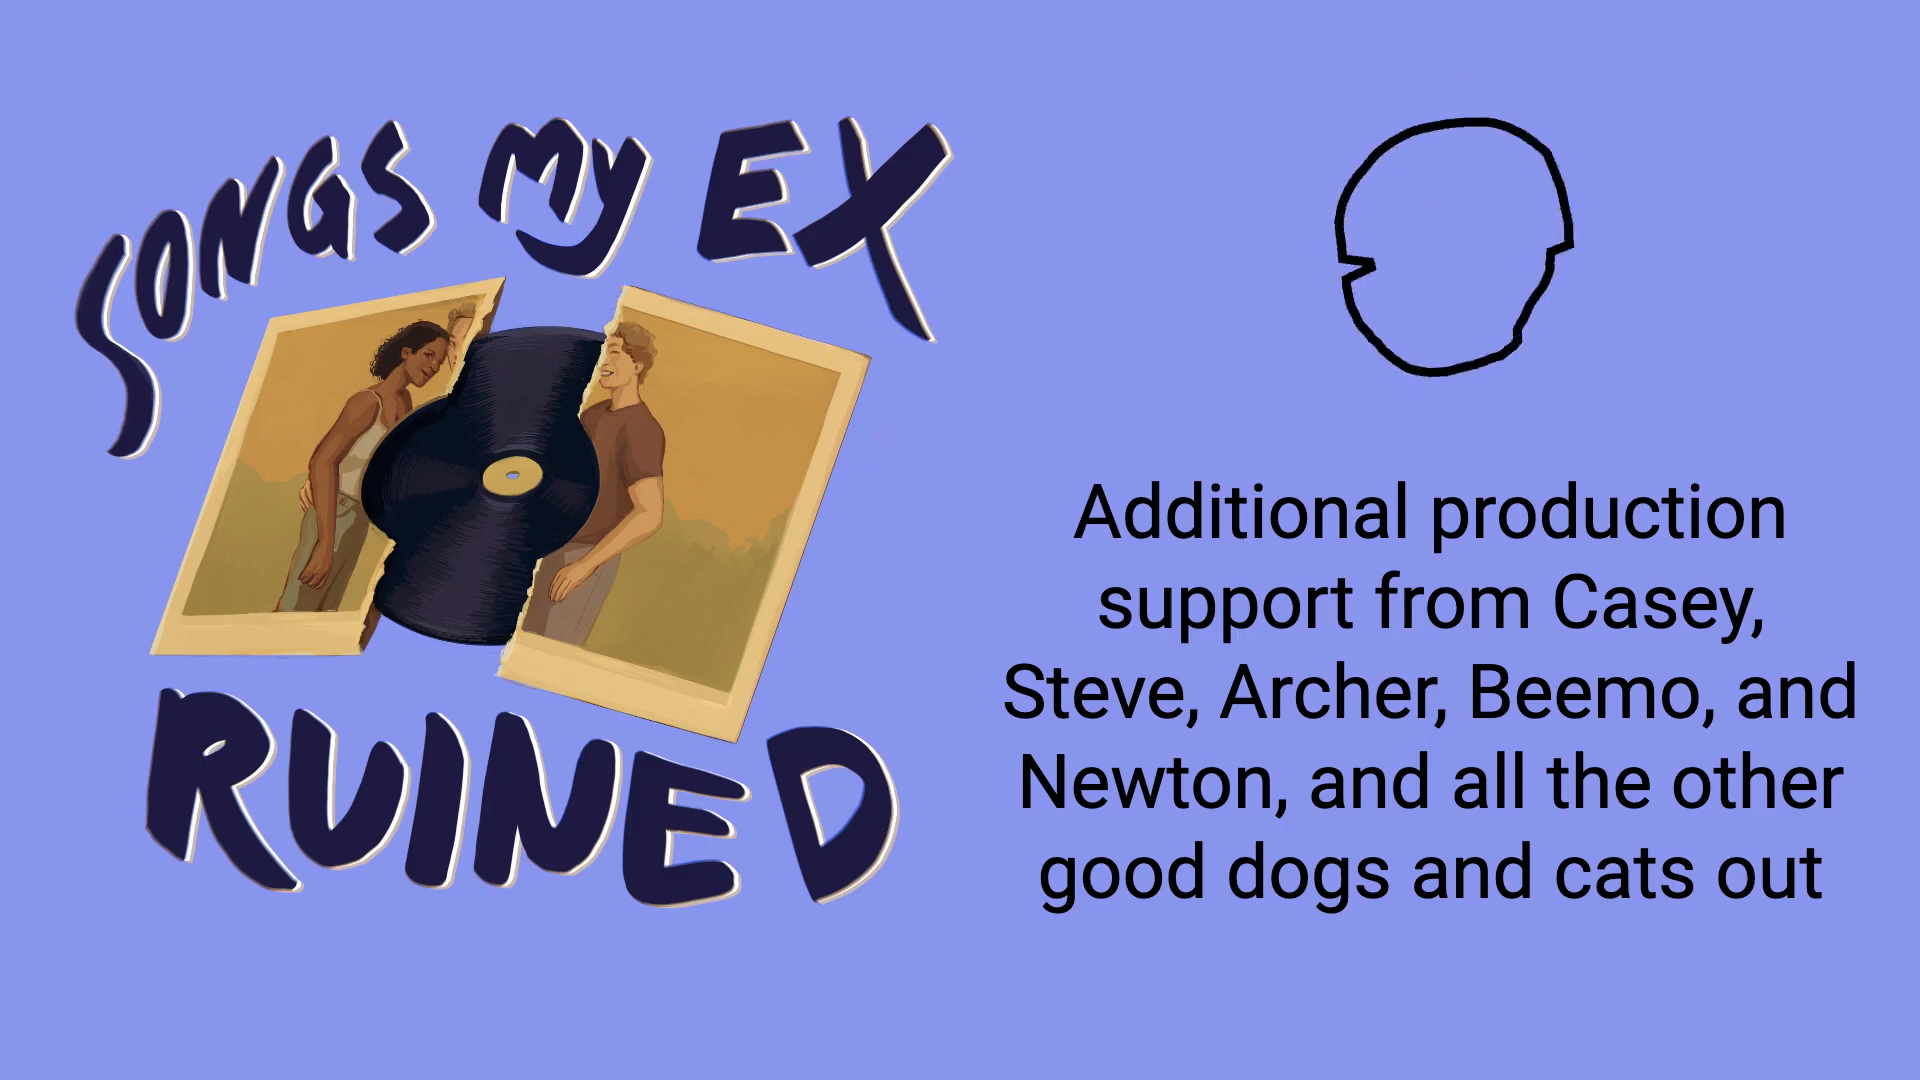 SONGS MY EX
RUINED
Additional production
support from Casey,
Steve, Archer, Beemo, and
Newton, and all the other
good dogs and cats out